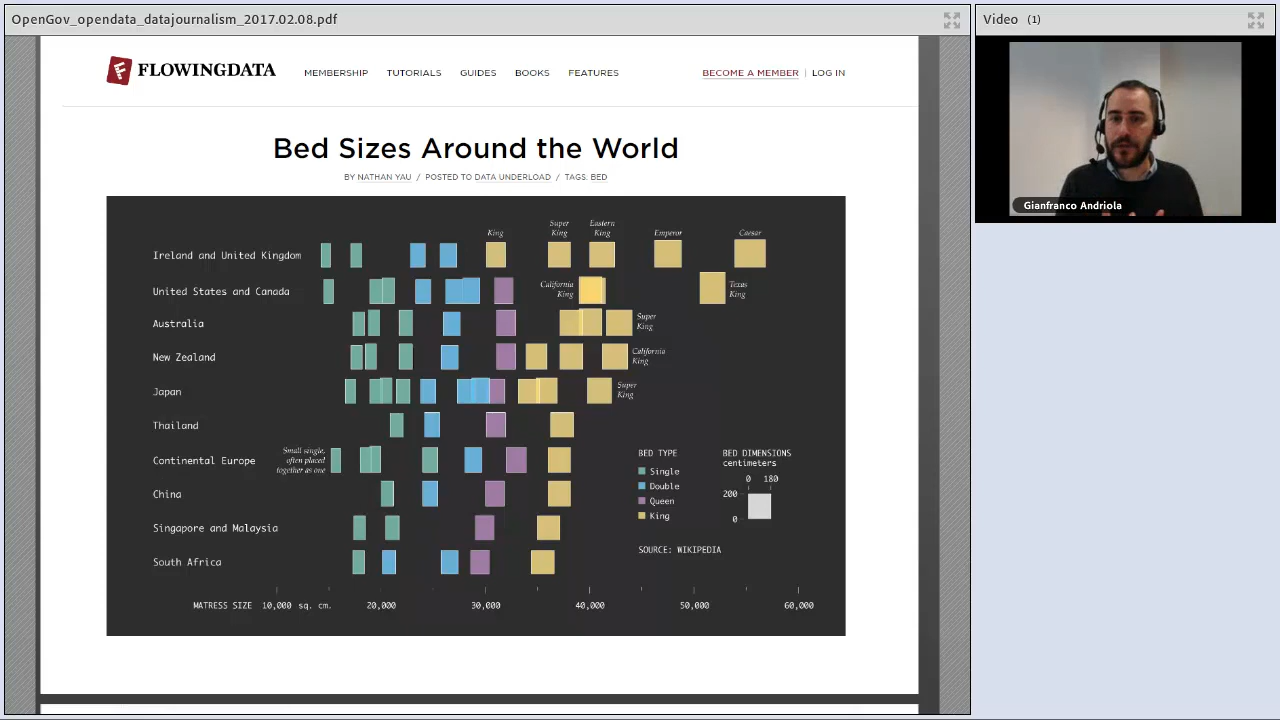 OpenGov_opendata_datajournalism_2017.02.08.pdf
Video (1)
FLOWINGDATA
MEMBERSHIP TUTORIALS GUIDES BOOKS FEATURES
BECOME A MEMBER | LOG IN
Bed Sizes Around the World
BY NATHAN YAU / POSTED TO DATA UNDERLOAD / TAGS: BED
King
Super King
Eastern King
Emperor
Caesar
Ireland and United Kingdom
United States and Canada
California King
Texas King
Australia
Super King
New Zealand
California King
Japan
Super King
Thailand
Continental Europe
Small single, often placed together as one
China
Singapore and Malaysia
South Africa
BED TYPE
Single
Double
Queen
King
BED DIMENSIONS
centimeters
0 180
200
0
SOURCE: WIKIPEDIA
MATRESS SIZE 10,000 sq. cm. 20,000 30,000 40,000 50,000 60,000
Gianfranco Andriola